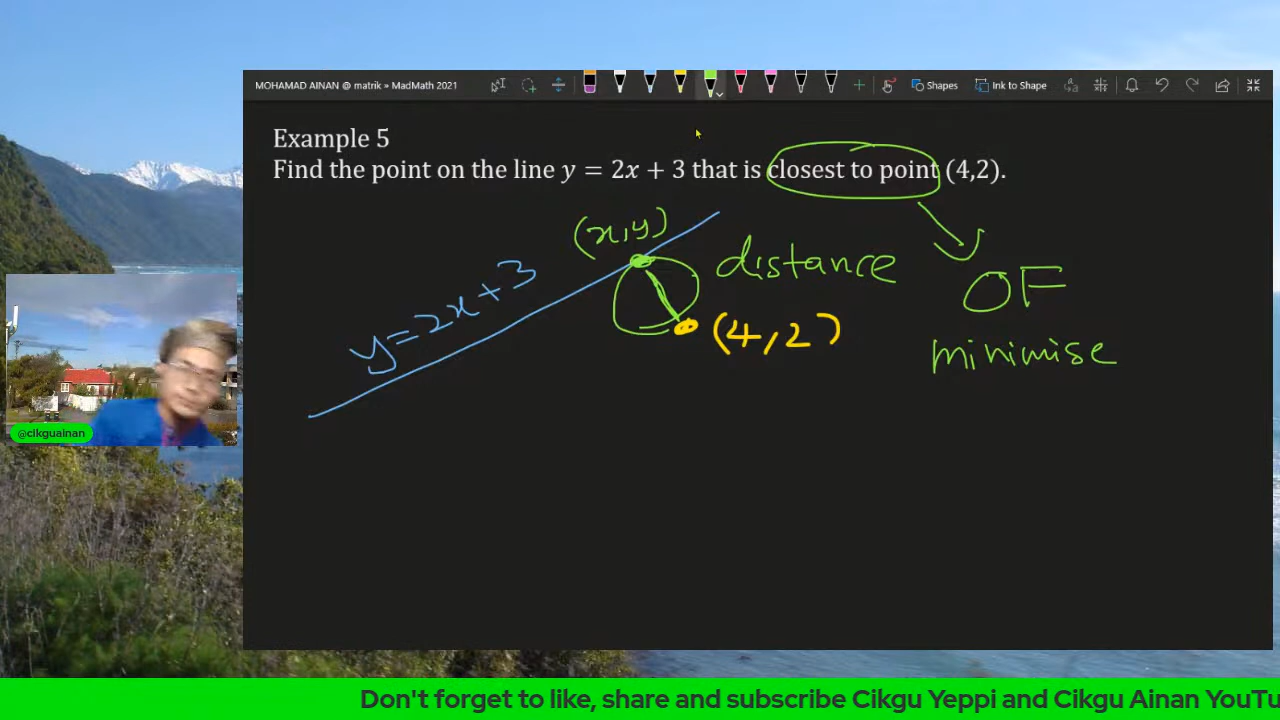 MOHAMAD AINAN @ matrik » MadMath 2021
Shapes
Ink to Shape
Example 5
Find the point on the line y = 2x + 3 that is closest to point (4,2).
(x,y)
distance
y=2x+3
OF
(4,2)
minimise
@cikguainan
Don't forget to like, share and subscribe Cikgu Yeppi and Cikgu Ainan YouTu